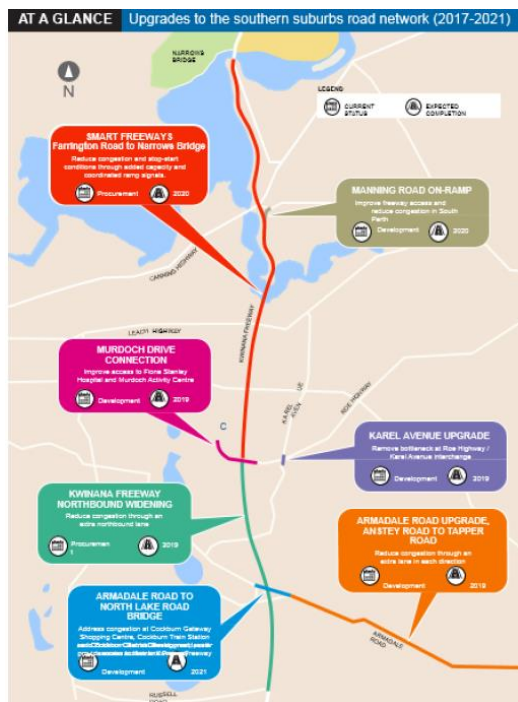 AT A GLANCE
Upgrades to the southern suburbs road network (2017-2021)
NARROWS
BRIDGE
N
LEGEND
CURRENT
STATUS
EXPECTED
COMPLETION
SMART FREEWAYS
Farrington Road to Narrows Bridge
Reduce congestion and stop-start
conditions through added capacity and
coordinated ramp signals.
Procurement
2020
MANNING ROAD ON-RAMP
Improve freeway access and
reduce congestion in South
Perth
Development
2020
CANNING HIGHWAY
LEACH HIGHWAY
KWINANA FREEWAY
MURDOCH DRIVE
CONNECTION
Improve access to Fiona Stanley
Hospital and Murdoch Activity Centre
Development
2019
C
KAREL
AVEN
UE
ROE HIGHWAY
KAREL AVENUE UPGRADE
Remove bottleneck at Roe Highway /
Karel Avenue interchange
Development
2019
KWINANA FREEWAY
NORTHBOUND WIDENING
Reduce congestion through an
extra northbound lane
Procuremen
t
2019
ARMADALE ROAD UPGRADE,
ANSTEY ROAD TO TAPPER
ROAD
Reduce congestion through an
extra lane in each direction
Development
2019
ARMADALE ROAD TO
NORTH LAKE ROAD
BRIDGE
Address congestion at Cockburn Gateway
Shopping Centre, Cockburn Train Station
Freeway
Development
2021
ARMADALE
ROAD
RUSSELL
ROAD